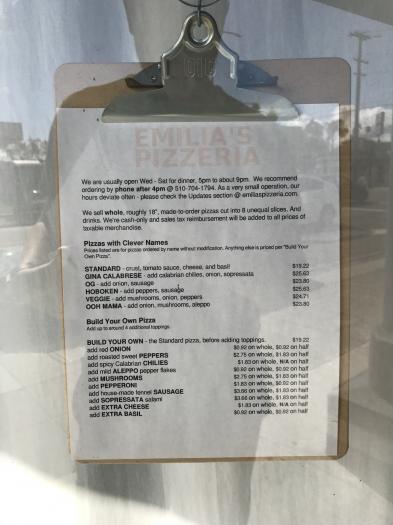 EMILIA'S
PIZZERIA
We are usually open Wed - Sat for dinner, 5pm to about 9pm. We recommend
ordering by phone after 4pm @ 510-704-1794. As a very small operation, our
hours deviate often - please check the Updates section @ emiliaspizzeria.com.
We sell whole, roughly 18", made-to-order pizzas cut into 8 unequal slices. And
drinks. We're cash-only and sales tax reimbursement will be added to all prices of
taxable merchandise.
Pizzas with Clever Names
Prices listed are for pizzas ordered by name without modification. Anything else is priced per "Build Your
Own Pizza".
STANDARD - crust, tomato sauce, cheese, and basil $19.22
GINA CALABRESE - add calabrian chilies, onion, sopressata $25.63
OG - add onion, sausage $23.80
HOBOKEN - add peppers, sausage $25.63
VEGGIE - add mushrooms, onion, peppers $24.71
OOH MAMA - add onion, mushrooms, aleppo $23.80
Build Your Own Pizza
Add up to around 4 additional toppings.
BUILD YOUR OWN - the Standard pizza, before adding toppings. $19.22
add red ONION $0.92 on whole, $0.92 on half
add roasted sweet PEPPERS $2.75 on whole, $1.83 on half
add spicy Calabrian CHILIES $1.83 on whole, N/A on half
add mild ALEPPO pepper flakes $0.92 on whole, $0.92 on half
add MUSHROOMS $2.75 on whole, $1.83 on half
add PEPPERONI $1.83 on whole, $0.92 on half
add house-made fennel SAUSAGE $3.66 on whole, $1.83 on half
add SOPRESSATA salami $3.66 on whole, $1.83 on half
add EXTRA CHEESE $1.83 on whole, N/A on half
add EXTRA BASIL $0.92 on whole, $0.92 on half